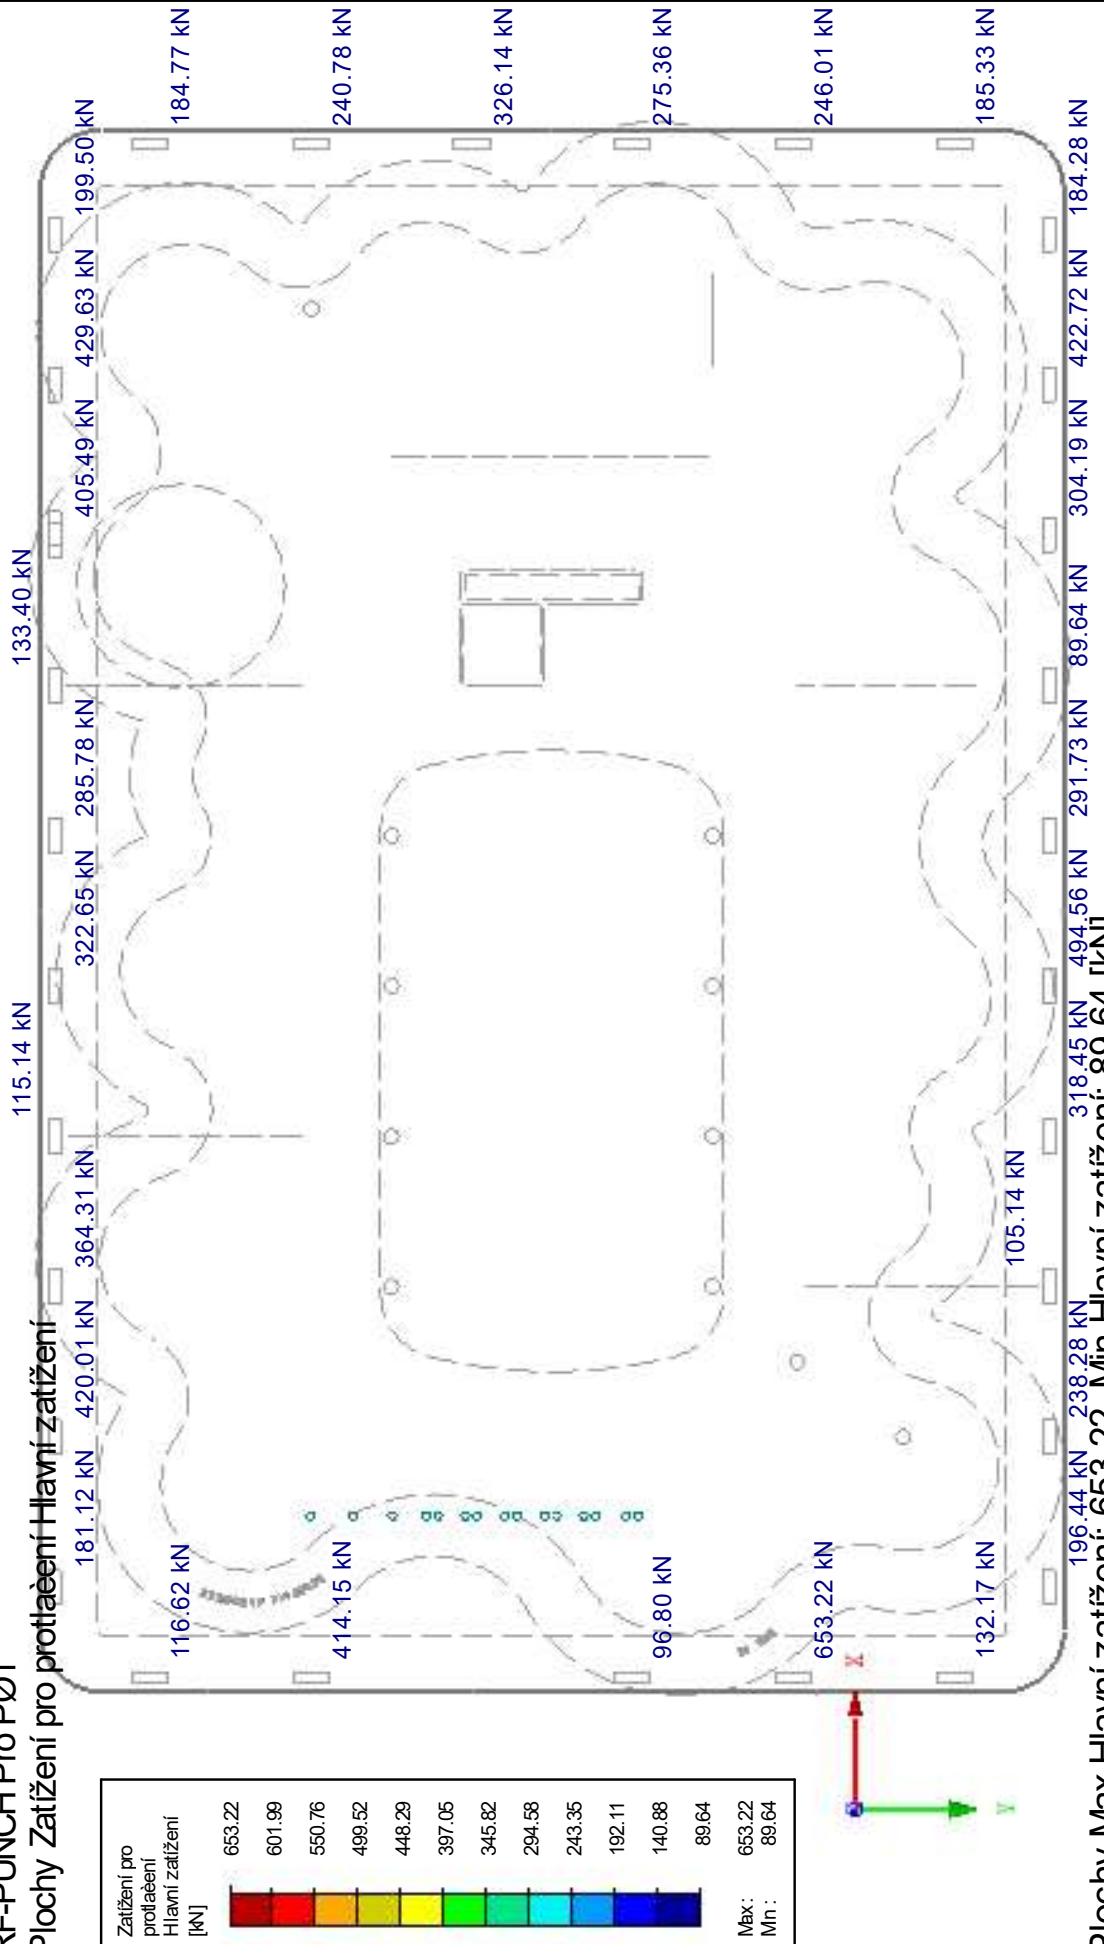 RF-PUNCH Pro PØ1
Plochy Zatížení pro protlaèení Hlavní zatížení
115.14 kN
133.40 kN
181.12 kN
420.01 kN
364.31 kN
322.65 kN
285.78 kN
405.49 kN
429.63 kN
199.50 kN
116.62 kN
184.77 kN
414.15 kN
240.78 kN
326.14 kN
96.80 kN
275.36 kN
653.22 kN
246.01 kN
132.17 kN
185.33 kN
105.14 kN
196.44 kN
238.28 kN
318.45 kN
494.56 kN
291.73 kN
89.64 kN
304.19 kN
422.72 kN
184.28 kN
X
Y
Zatížení pro
protlaèení
Hlavní zatížení
[kN]
653.22
601.99
550.76
499.52
448.29
397.05
345.82
294.58
243.35
192.11
140.88
89.64
Max : 653.22
Min : 89.64
Plochy Max Hlavní zatížení: 653.22, Min Hlavní zatížení: 89.64 [kN]